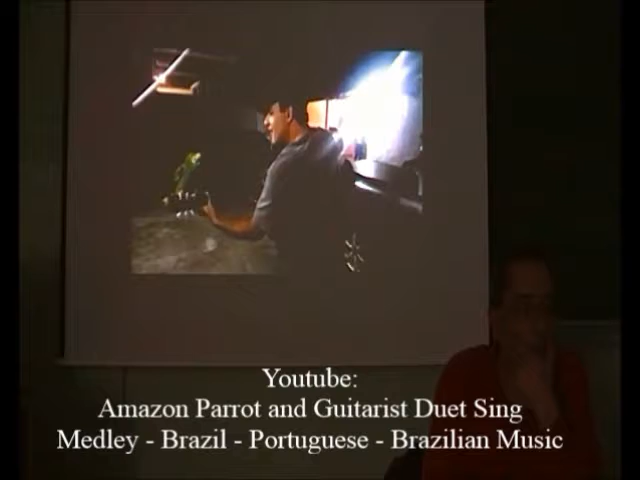 Youtube:
Amazon Parrot and Guitarist Duet Sing
Medley - Brazil - Portuguese - Brazilian Music